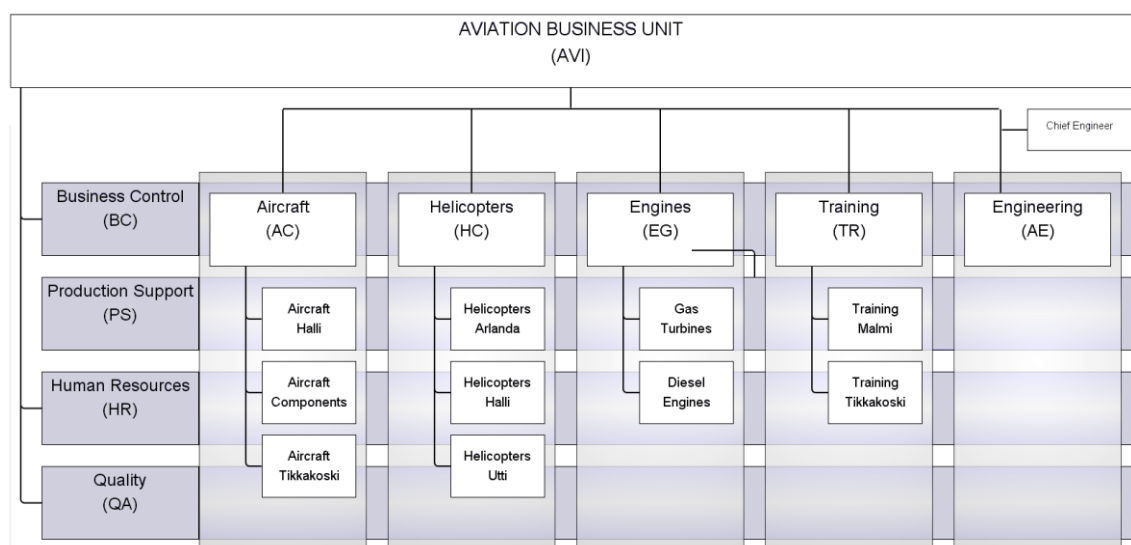 AVIATION BUSINESS UNIT
(AVI)
Chief Engineer
Business Control
(BC)
Aircraft
(AC)
Helicopters
(HC)
Engines
(EG)
Training
(TR)
Engineering
(AE)
Production Support
(PS)
Aircraft
Halli
Helicopters
Arlanda
Gas
Turbines
Training
Malmi
Human Resources
(HR)
Aircraft
Components
Helicopters
Halli
Diesel
Engines
Training
Tikkakoski
Aircraft
Tikkakoski
Helicopters
Utti
Quality
(QA)